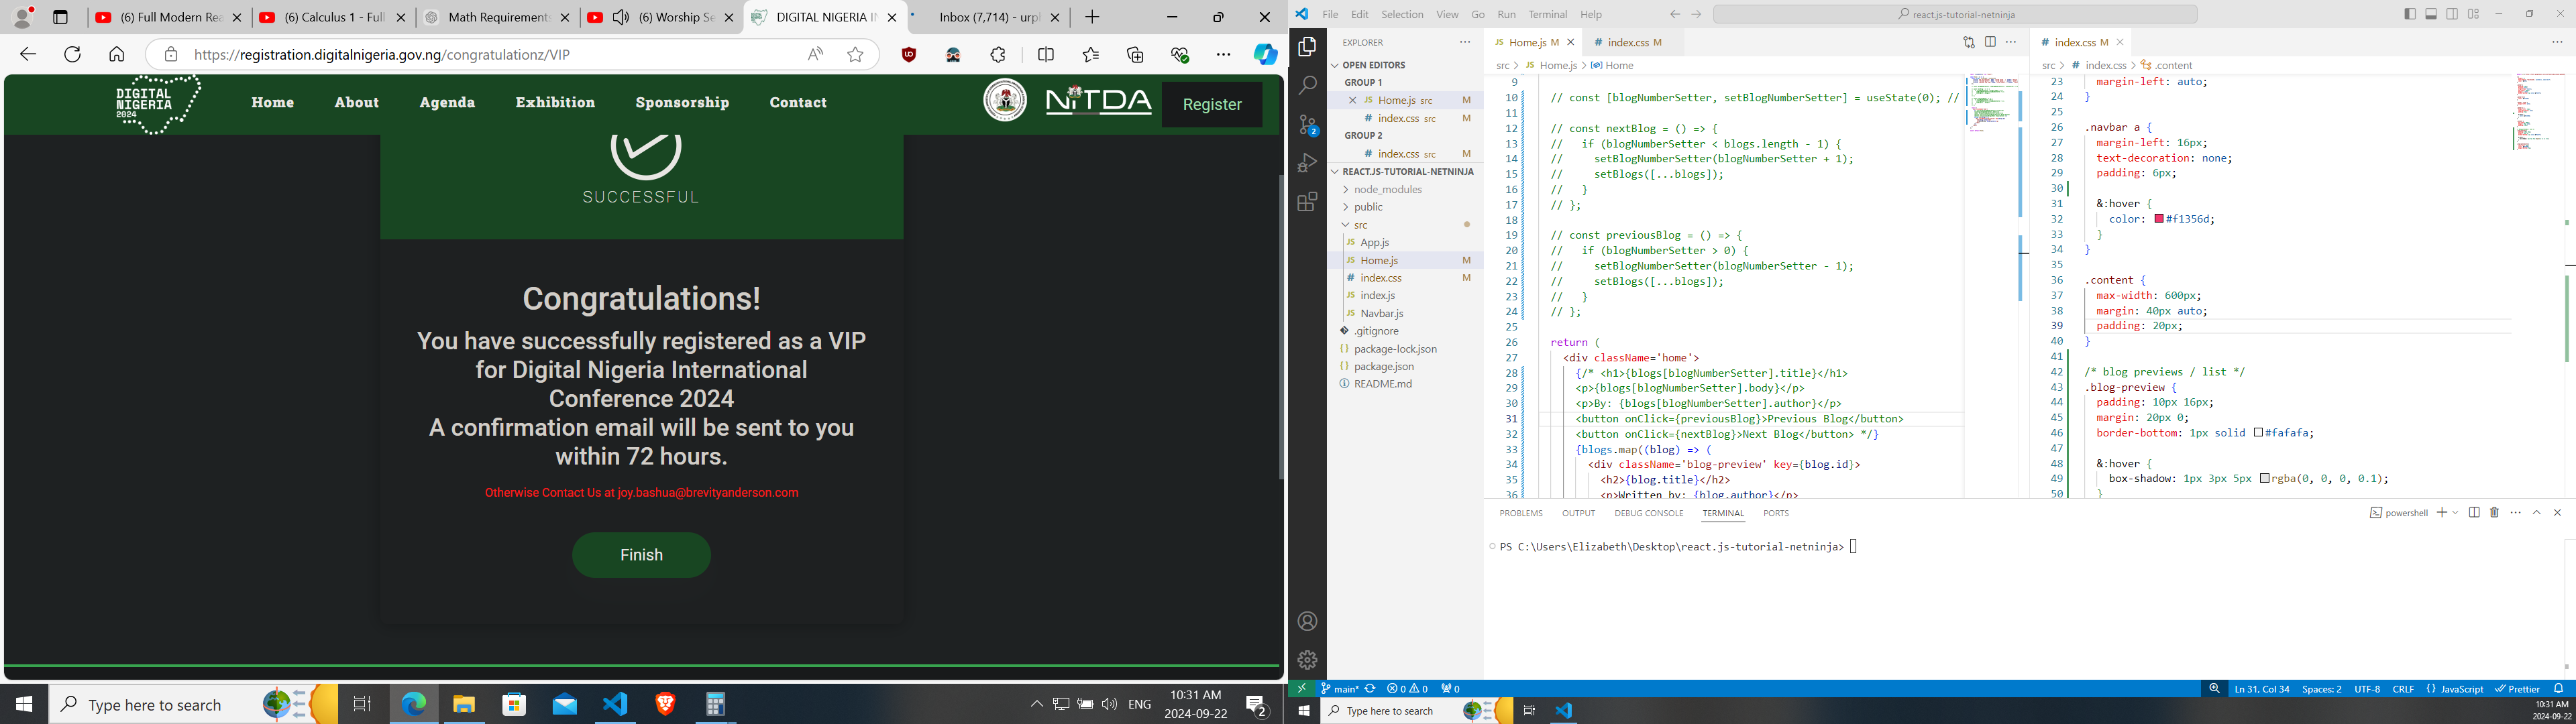 (6) Full Modern Rea
(6) Calculus 1 - Full
Math Requirements
(6) Worship Se
DIGITAL NIGERIA IN
Inbox (7,714) - urpl
https://registration.digitalnigeria.gov.ng/congratulationz/VIP
DIGITAL
NIGERIA
2024
Home
About
Agenda
Exhibition
Sponsorship
Contact
NITDA
Register
SUCCESSFUL
Congratulations!
You have successfully registered as a VIP
for Digital Nigeria International
Conference 2024
A confirmation email will be sent to you
within 72 hours.
Otherwise Contact Us at joy.bashua@brevityanderson.com
Finish
Type here to search
ENG
10:31 AM
2024-09-22
2
File Edit Selection View Go Run Terminal Help
react.js-tutorial-netninja
EXPLORER
OPEN EDITORS
GROUP 1
JS Home.js src M
# index.css src M
GROUP 2
# index.css src M
REACT.JS-TUTORIAL-NETNINJA
node_modules
public
src
JS App.js
JS Home.js M
# index.css M
JS index.js
JS Navbar.js
.gitignore
{} package-lock.json
{} package.json
README.md
2
JS Home.js M
# index.css M
src > JS Home.js > Home
9
10 // const [blogNumberSetter, setBlogNumberSetter] = useState(0); //
11
12 // const nextBlog = () => {
13 //   if (blogNumberSetter < blogs.length - 1) {
14 //     setBlogNumberSetter(blogNumberSetter + 1);
15 //     setBlogs([...blogs]);
16 //   }
17 // };
18
19 // const previousBlog = () => {
20 //   if (blogNumberSetter > 0) {
21 //     setBlogNumberSetter(blogNumberSetter - 1);
22 //     setBlogs([...blogs]);
23 //   }
24 // };
25
26 return (
27   <div className='home'>
28     {/* <h1>{blogs[blogNumberSetter].title}</h1>
29     <p>{blogs[blogNumberSetter].body}</p>
30     <p>By: {blogs[blogNumberSetter].author}</p>
31     <button onClick={previousBlog}>Previous Blog</button>
32     <button onClick={nextBlog}>Next Blog</button> */}
33     {blogs.map((blog) => (
34       <div className='blog-preview' key={blog.id}>
35         <h2>{blog.title}</h2>
36         <p>Written by: {blog.author}</p>
# index.css M
src > # index.css > .content
23   margin-left: auto;
24 }
25
26 .navbar a {
27   margin-left: 16px;
28   text-decoration: none;
29   padding: 6px;
30
31   &:hover {
32     color: #f1356d;
33   }
34 }
35
36 .content {
37   max-width: 600px;
38   margin: 40px auto;
39   padding: 20px;
40 }
41
42 /* blog previews / list */
43 .blog-preview {
44   padding: 10px 16px;
45   margin: 20px 0;
46   border-bottom: 1px solid #fafafa;
47
48   &:hover {
49     box-shadow: 1px 3px 5px rgba(0, 0, 0, 0.1);
50   }
PROBLEMS OUTPUT DEBUG CONSOLE TERMINAL PORTS
powershell
PS C:\Users\Elizabeth\Desktop\react.js-tutorial-netninja>
main* 0 0 0
Ln 31, Col 34 Spaces: 2 UTF-8 CRLF {} JavaScript Prettier
Type here to search
10:31 AM
2024-09-22